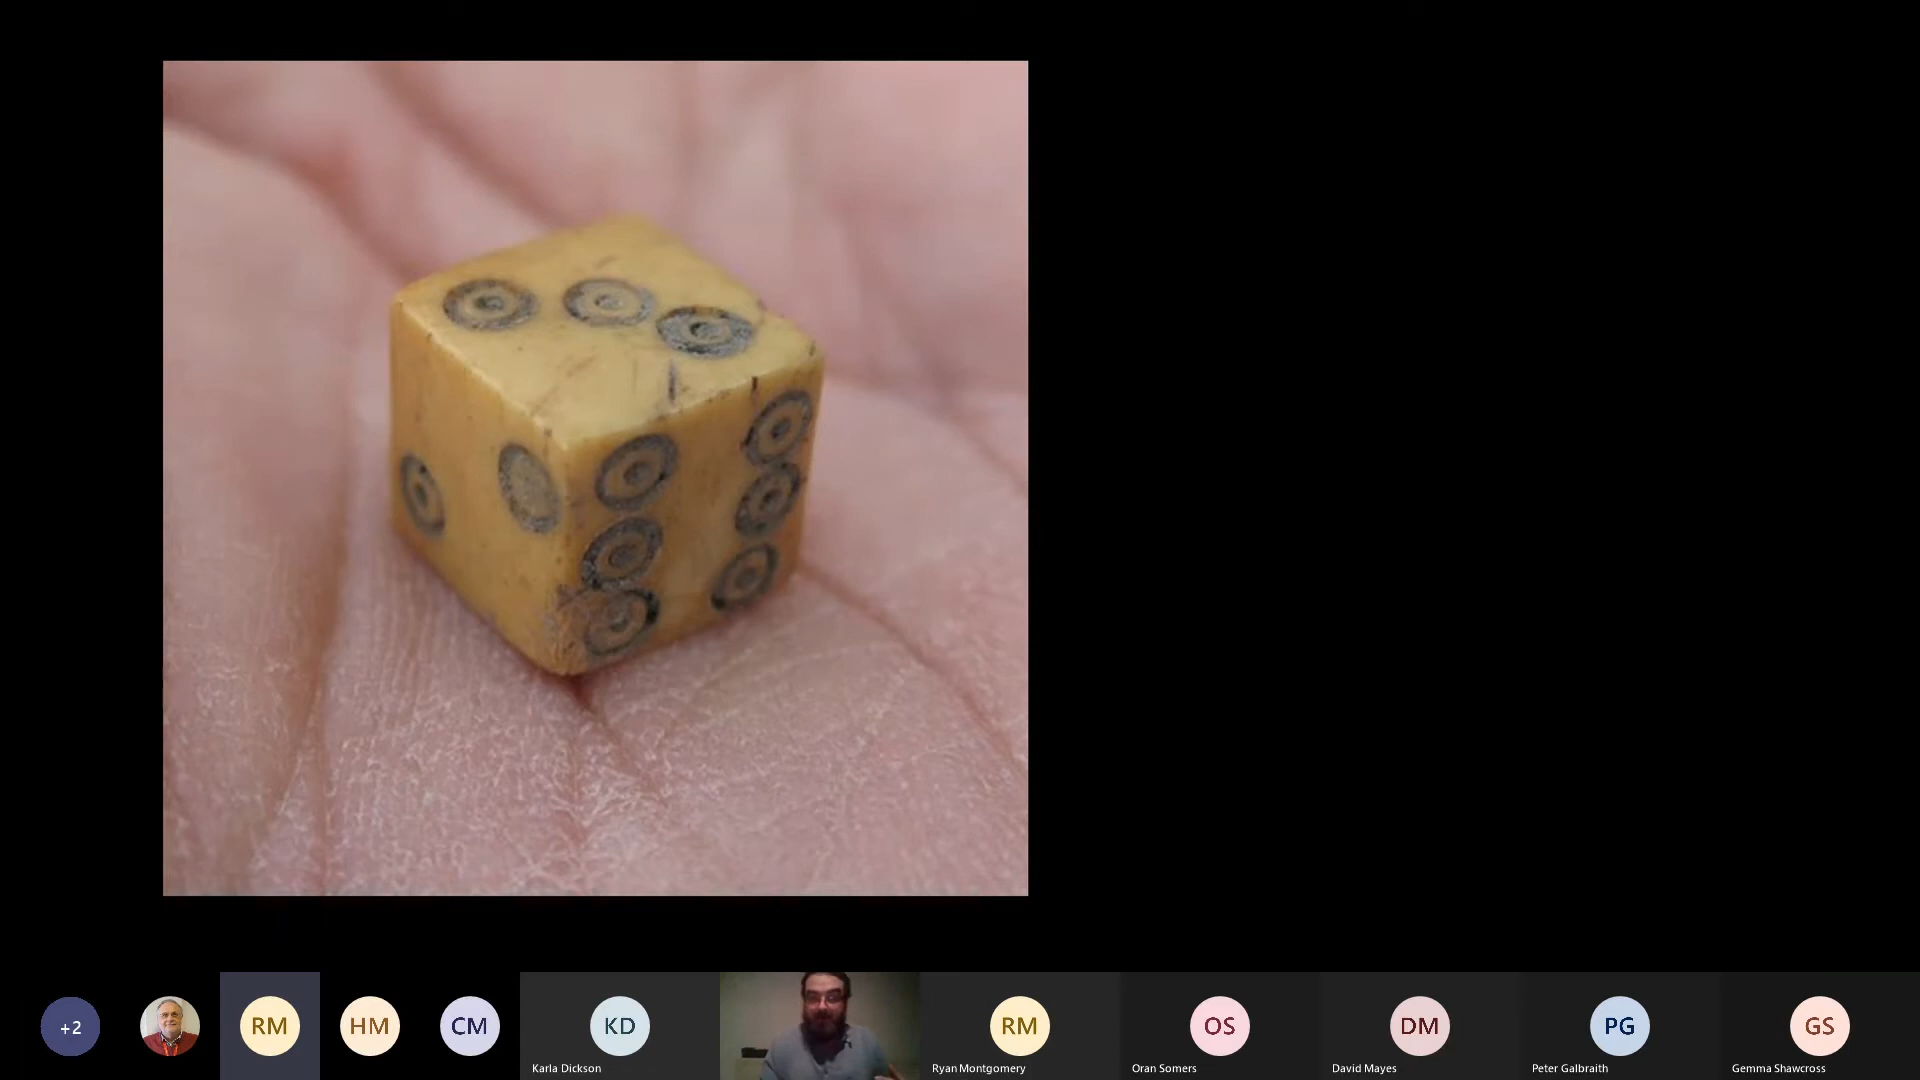 +2
RM
HM
CM
KD
Karla Dickson
RM
Ryan Montgomery
OS
Oran Somers
DM
David Mayes
PG
Peter Galbraith
GS
Gemma Shawcross